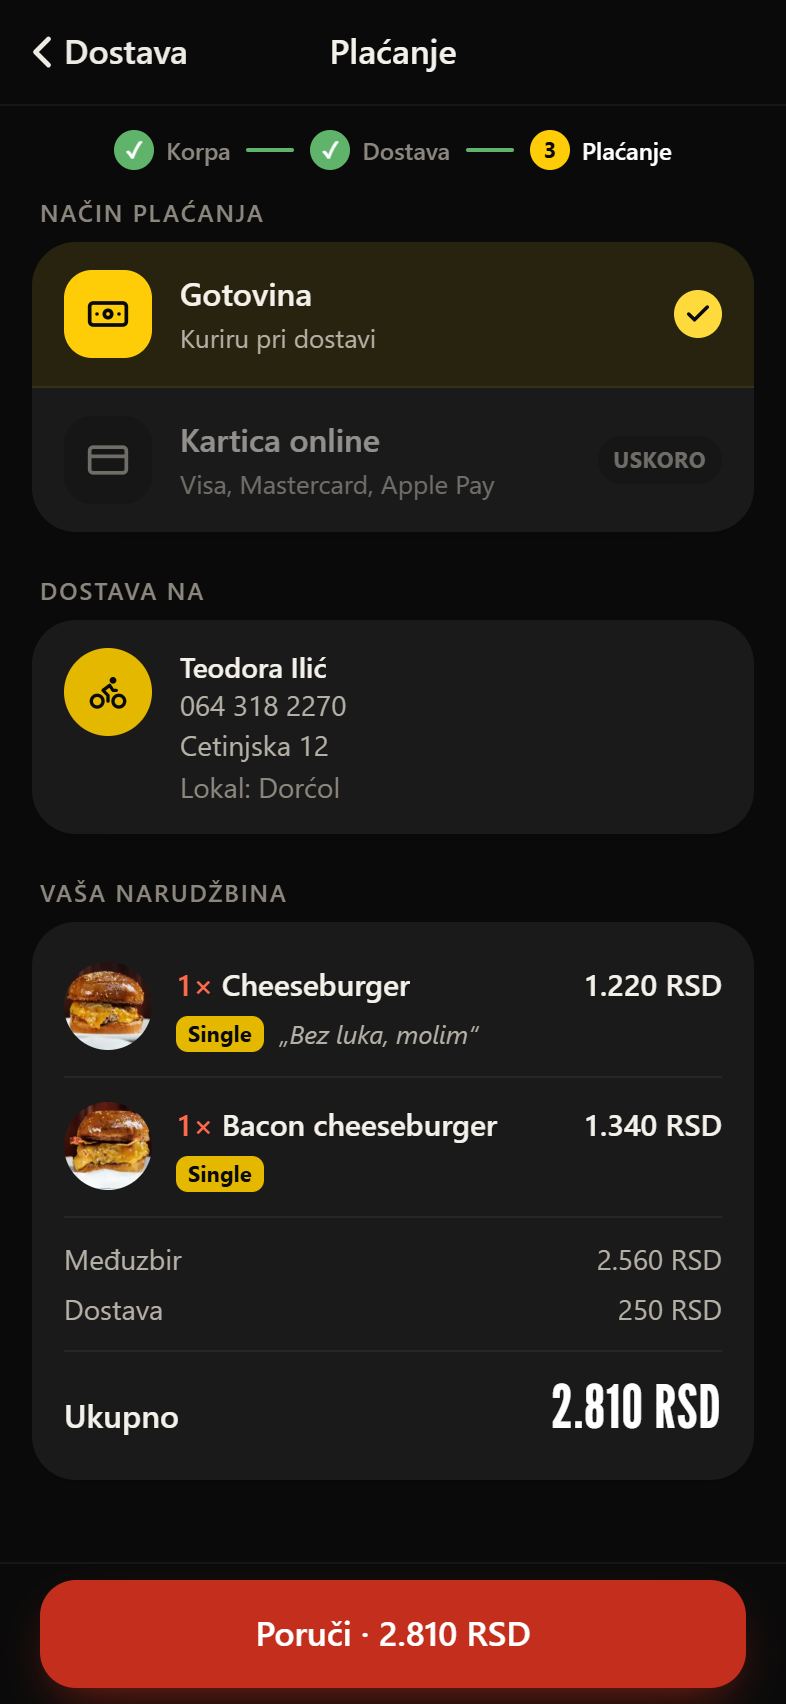 Dostava
Plaćanje
Korpa
Dostava
3 Plaćanje
NAČIN PLAĆANJA
Gotovina
Kuriru pri dostavi
Kartica online
Visa, Mastercard, Apple Pay
USKORO
DOSTAVA NA
Teodora Ilić
064 318 2270
Cetinjska 12
Lokal: Dorćol
VAŠA NARUDŽBINA
1× Cheeseburger 1.220 RSD
Single „Bez luka, molim“
1× Bacon cheeseburger 1.340 RSD
Single
Međuzbir 2.560 RSD
Dostava 250 RSD
Ukupno 2.810 RSD
Poruči · 2.810 RSD